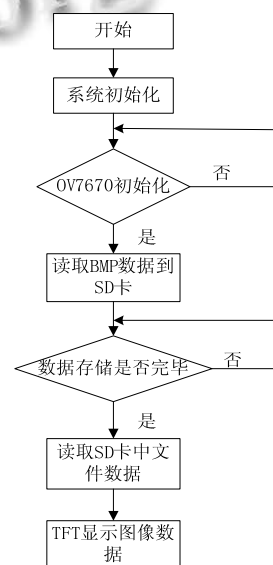 开始
系统初始化
OV7670初始化
否
是
读取BMP数据到
SD卡
数据存储是否完毕
否
是
读取SD卡中文
件数据
TFT显示图像数
据